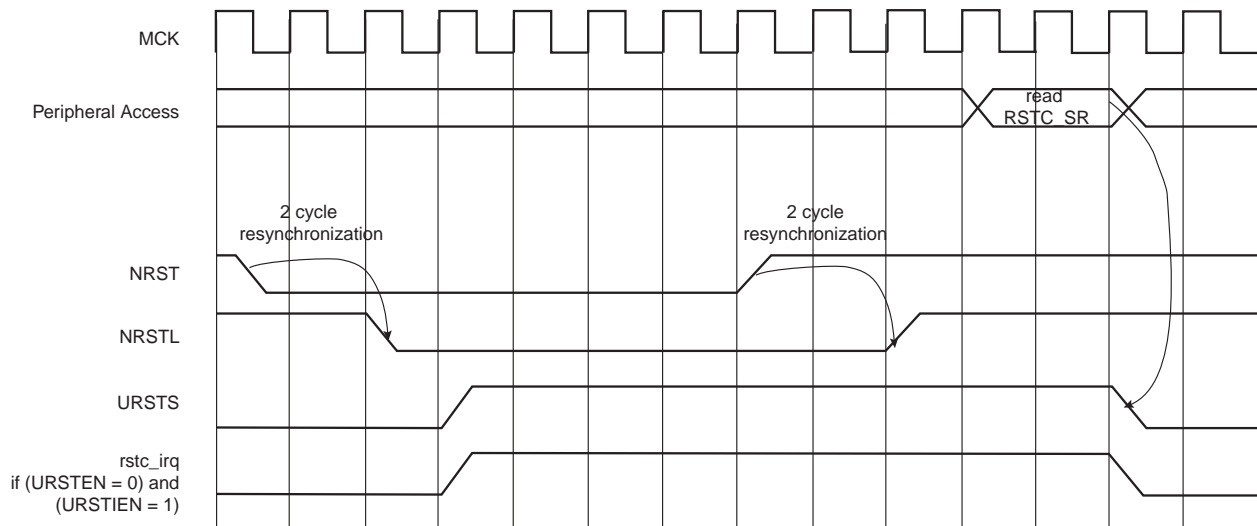 MCK
Peripheral Access
read
RSTC_SR
2 cycle
resynchronization
2 cycle
resynchronization
NRST
NRSTL
URSTS
rstc_irq
if (URSTEN = 0) and
(URSTIEN = 1)